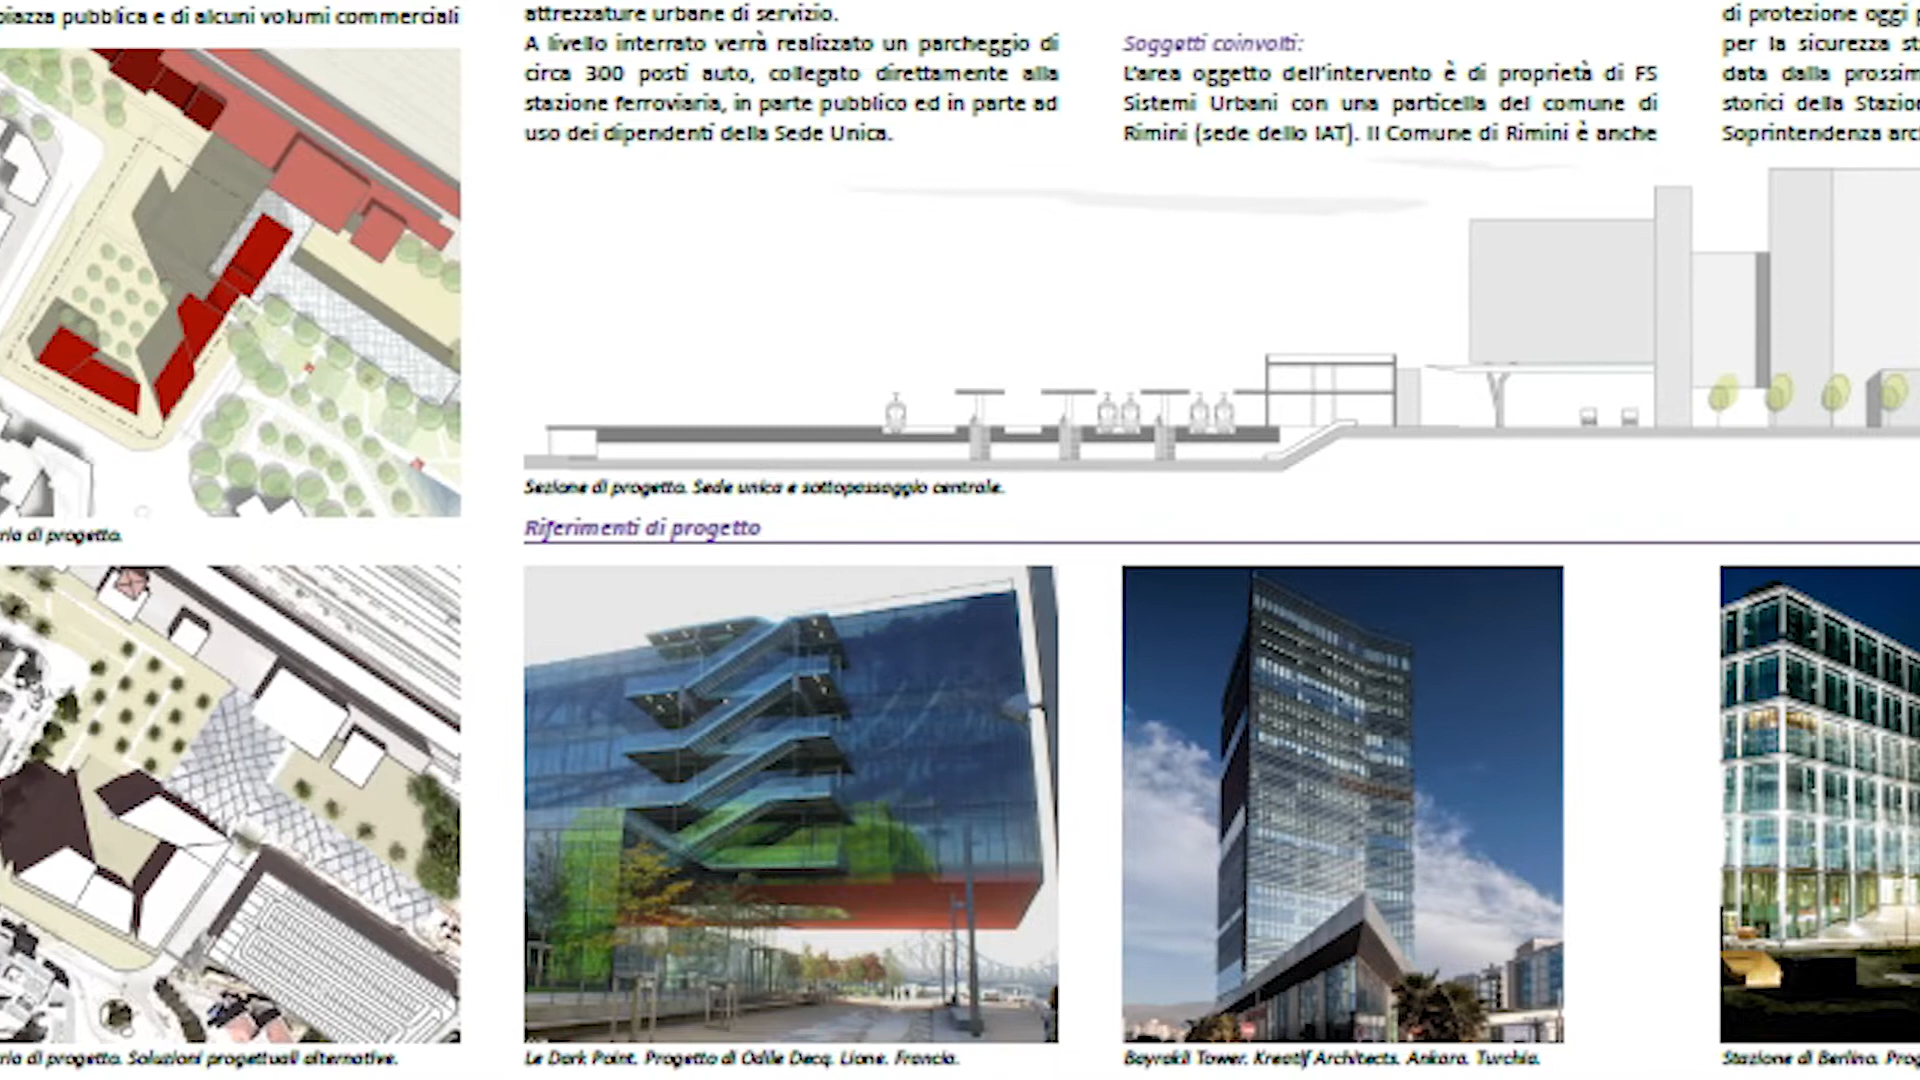 piazza pubblica e di alcuni volumi commerciali
ria di progetto.
ria di progetto. Soluzioni progettuali alternative.
attrezzature urbane di servizio.
A livello interrato verrà realizzato un parcheggio di
circa 300 posti auto, collegato direttamente alla
stazione ferroviaria, in parte pubblico ed in parte ad
uso dei dipendenti della Sede Unica.
Soggetti coinvolti:
L'area oggetto dell'intervento è di proprietà di FS
Sistemi Urbani con una particella del comune di
Rimini (sede dello IAT). Il Comune di Rimini è anche
di protezione oggi p
per la sicurezza st
data dalla prossim
storici della Stazion
Soprintendenza arc
Sezione di progetto. Sede unica e sottopassaggio centrale.
Riferimenti di progetto
Le Dark Point. Progetto di Odile Decq. Lione. Francia.
Bayrakli Tower. Kreatif Architects. Ankara. Turchia.
Stazione di Berlino. Prog